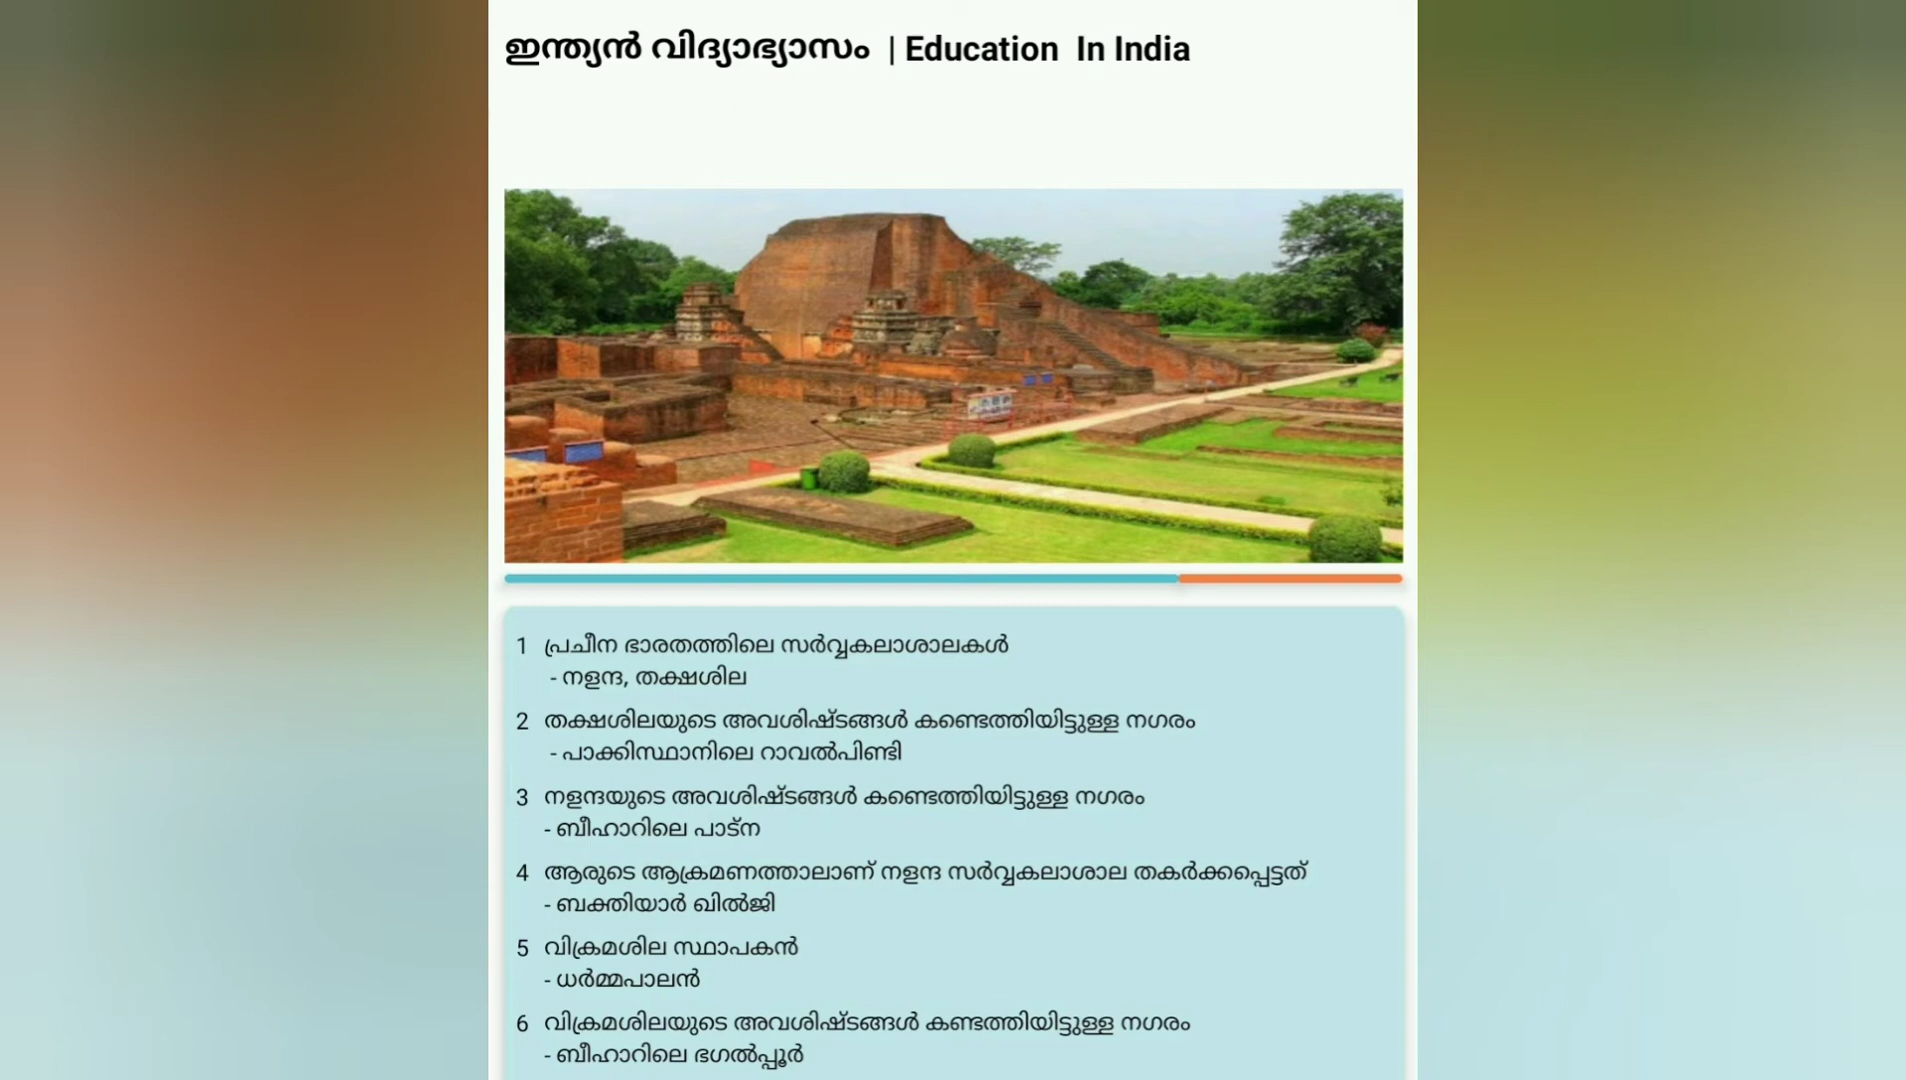 ഇന്ത്യൻ വിദ്യാഭ്യാസം | Education In India
1 പ്രചീന ഭാരതത്തിലെ സർവ്വകലാശാലകൾ
- നളന്ദ, തക്ഷശില
2 തക്ഷശിലയുടെ അവശിഷ്ടങ്ങൾ കണ്ടെത്തിയിട്ടുള്ള നഗരം
- പാക്കിസ്ഥാനിലെ റാവൽപിണ്ടി
3 നളന്ദയുടെ അവശിഷ്ടങ്ങൾ കണ്ടെത്തിയിട്ടുള്ള നഗരം
- ബീഹാറിലെ പാട്ന
4 ആരുടെ ആക്രമണത്താലാണ് നളന്ദ സർവ്വകലാശാല തകർക്കപ്പെട്ടത്
- ബക്തിയാർ ഖിൽജി
5 വിക്രമശില സ്ഥാപകൻ
- ധർമ്മപാലൻ
6 വിക്രമശിലയുടെ അവശിഷ്ടങ്ങൾ കണ്ടത്തിയിട്ടുള്ള നഗരം
- ബീഹാറിലെ ഭഗൽപ്പൂർ